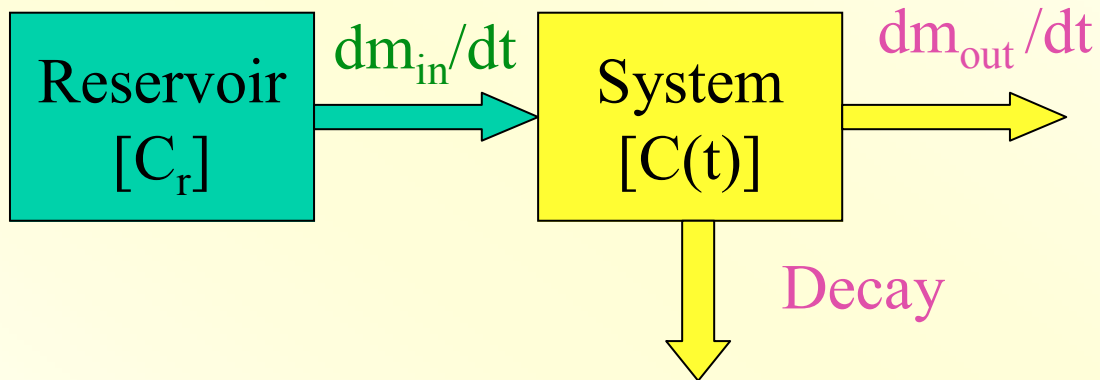 Reservoir
[Cr]
dmin/dt
System
[C(t)]
dmout /dt
Decay